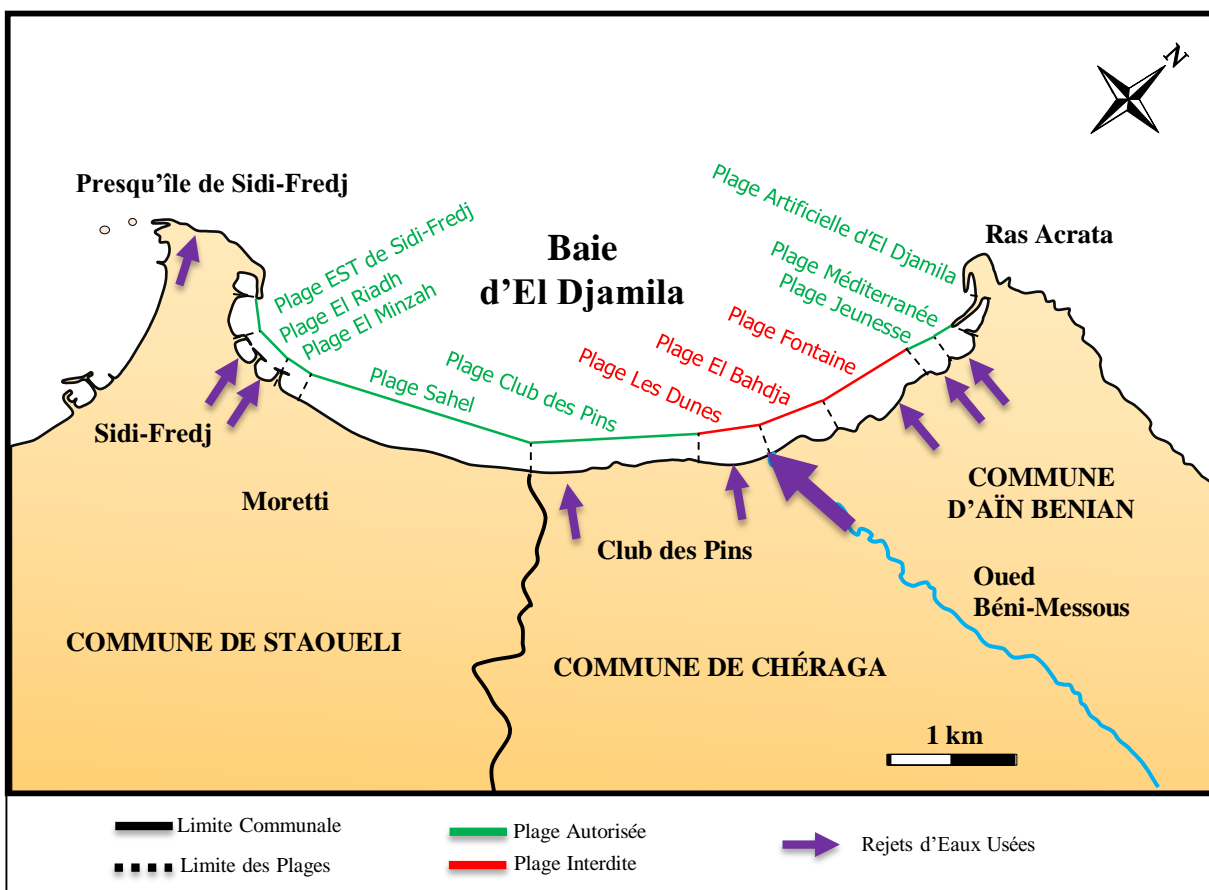 N
Presqu'île de Sidi-Fredj
Plage Artificielle d'El Djamila
Ras Acrata
Baie
d'El Djamila
Plage EST de Sidi-Fredj
Plage El Riadh
Plage El Minzah
Plage Méditerranée
Plage Jeunesse
Plage Fontaine
Plage El Bahdja
Plage Les Dunes
Plage Club des Pins
Plage Sahel
Sidi-Fredj
Moretti
Club des Pins
COMMUNE
D'AÏN BENIAN
Oued
Béni-Messous
COMMUNE DE STAOUELI
COMMUNE DE CHÉRAGA
1 km
Limite Communale
Plage Autorisée
Rejets d'Eaux Usées
Limite des Plages
Plage Interdite